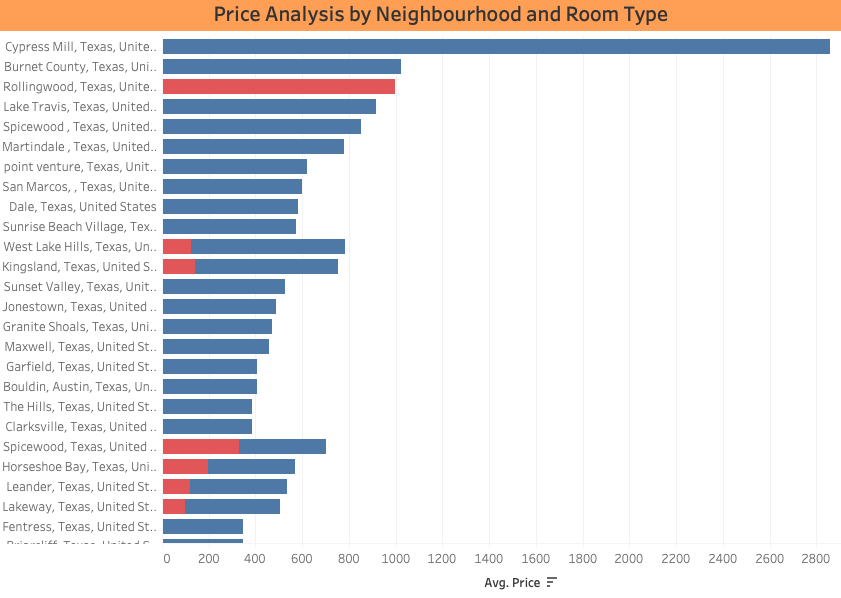 Price Analysis by Neighbourhood and Room Type
Cypress Mill, Texas, Unite..
Burnet County, Texas, Uni..
Rollingwood, Texas, Unite..
Lake Travis, Texas, United..
Spicewood , Texas, United..
Martindale , Texas, United..
point venture, Texas, Unit..
San Marcos, , Texas, Unite..
Dale, Texas, United States
Sunrise Beach Village, Tex..
West Lake Hills, Texas, Un..
Kingsland, Texas, United S..
Sunset Valley, Texas, Unit..
Jonestown, Texas, United ..
Granite Shoals, Texas, Uni..
Maxwell, Texas, United St..
Garfield, Texas, United St..
Bouldin, Austin, Texas, Un..
The Hills, Texas, United St..
Clarksville, Texas, United ..
Spicewood, Texas, United ..
Horseshoe Bay, Texas, Uni..
Leander, Texas, United St..
Lakeway, Texas, United St..
Fentress, Texas, United St..
Briarcliff, Texas, United S..
0 200 400 600 800 1000 1200 1400 1600 1800 2000 2200 2400 2600 2800
Avg. Price